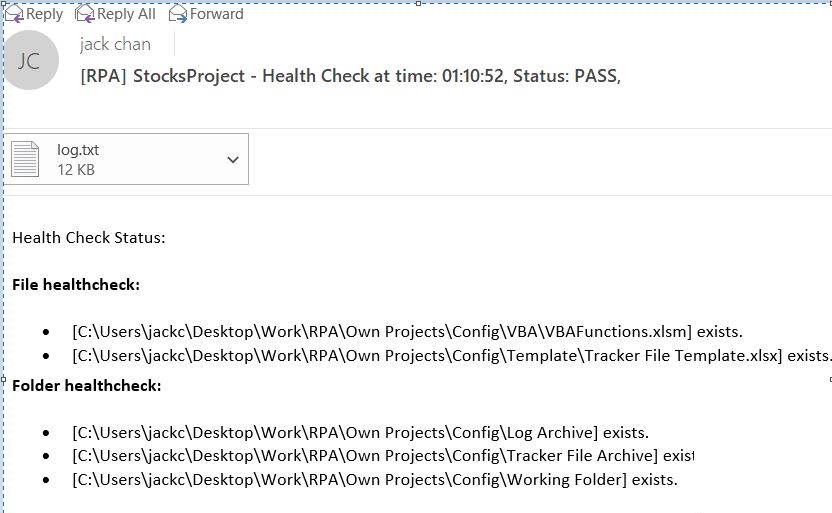 Reply Reply All Forward
jack chan
JC
[RPA] StocksProject - Health Check at time: 01:10:52, Status: PASS,
log.txt
12 KB
Health Check Status:
File healthcheck:
• [C:\Users\jackc\Desktop\Work\RPA\Own Projects\Config\VBA\VBAFunctions.xlsm] exists.
• [C:\Users\jackc\Desktop\Work\RPA\Own Projects\Config\Template\Tracker File Template.xlsx] exists.
Folder healthcheck:
• [C:\Users\jackc\Desktop\Work\RPA\Own Projects\Config\Log Archive] exists.
• [C:\Users\jackc\Desktop\Work\RPA\Own Projects\Config\Tracker File Archive] exist
• [C:\Users\jackc\Desktop\Work\RPA\Own Projects\Config\Working Folder] exists.